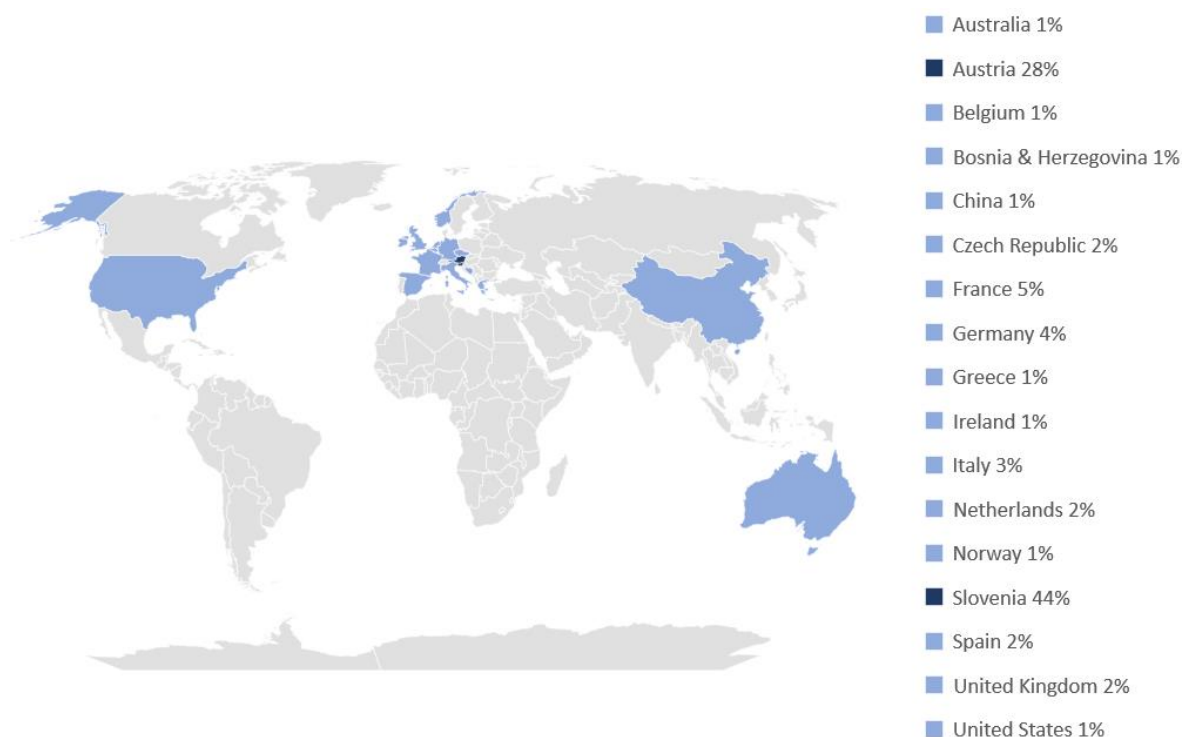 Australia 1%
Austria 28%
Belgium 1%
Bosnia & Herzegovina 1%
China 1%
Czech Republic 2%
France 5%
Germany 4%
Greece 1%
Ireland 1%
Italy 3%
Netherlands 2%
Norway 1%
Slovenia 44%
Spain 2%
United Kingdom 2%
United States 1%